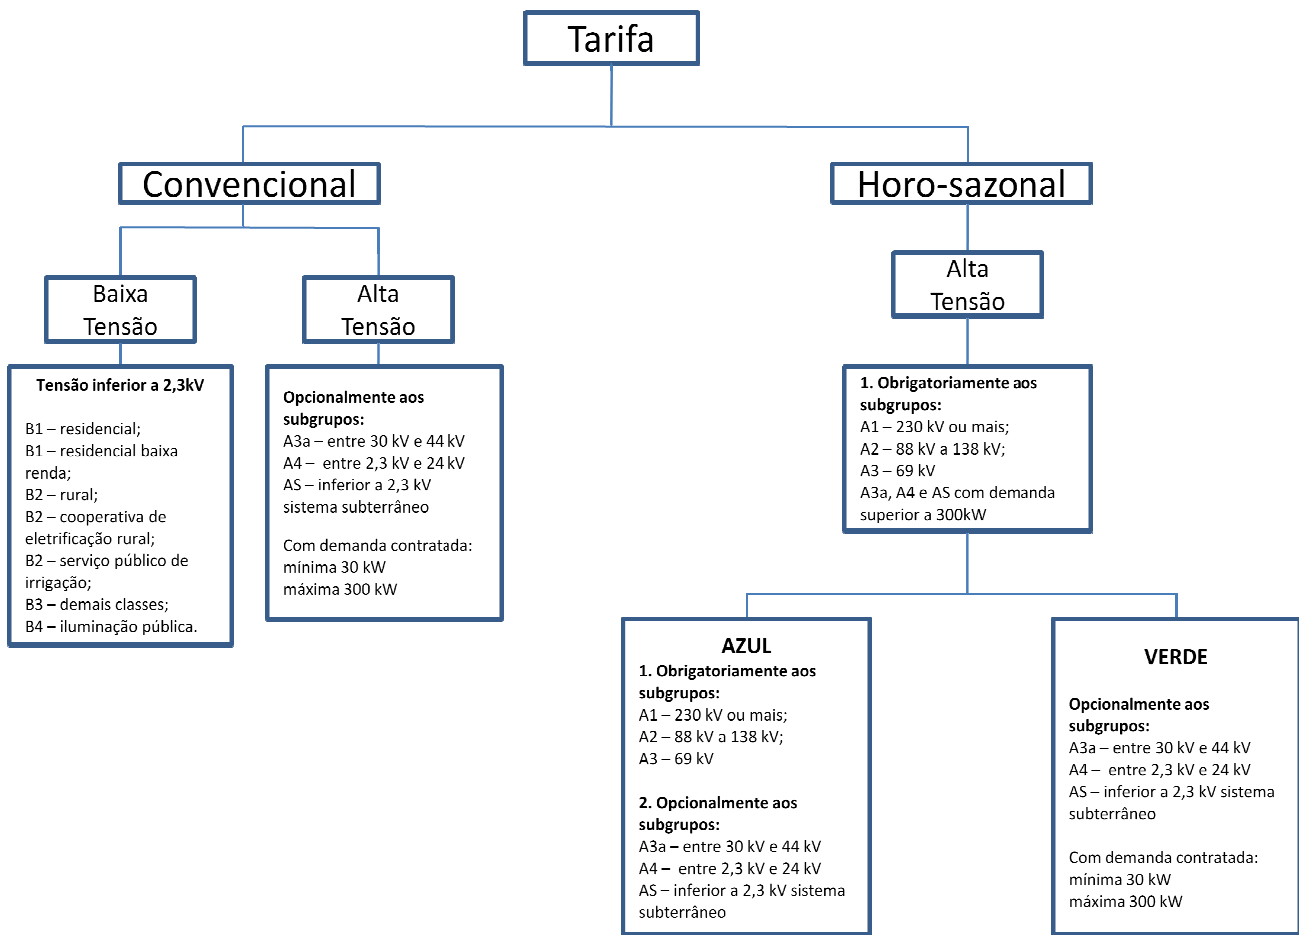 Tarifa
Convencional
Horo-sazonal
Baixa
Tensão
Alta
Tensão
Alta
Tensão
Tensão inferior a 2,3kV
B1 – residencial;
B1 – residencial baixa
renda;
B2 – rural;
B2 – cooperativa de
eletrificação rural;
B2 – serviço público de
irrigação;
B3 – demais classes;
B4 – iluminação pública.
Opcionalmente aos
subgrupos:
A3a – entre 30 kV e 44 kV
A4 – entre 2,3 kV e 24 kV
AS – inferior a 2,3 kV
sistema subterrâneo
Com demanda contratada:
mínima 30 kW
máxima 300 kW
1. Obrigatoriamente aos
subgrupos:
A1 – 230 kV ou mais;
A2 – 88 kV a 138 kV;
A3 – 69 kV
A3a, A4 e AS com demanda
superior a 300kW
AZUL
1. Obrigatoriamente aos
subgrupos:
A1 – 230 kV ou mais;
A2 – 88 kV a 138 kV;
A3 – 69 kV
2. Opcionalmente aos
subgrupos:
A3a – entre 30 kV e 44 kV
A4 – entre 2,3 kV e 24 kV
AS – inferior a 2,3 kV sistema
subterrâneo
VERDE
Opcionalmente aos
subgrupos:
A3a – entre 30 kV e 44 kV
A4 – entre 2,3 kV e 24 kV
AS – inferior a 2,3 kV sistema
subterrâneo
Com demanda contratada:
mínima 30 kW
máxima 300 kW